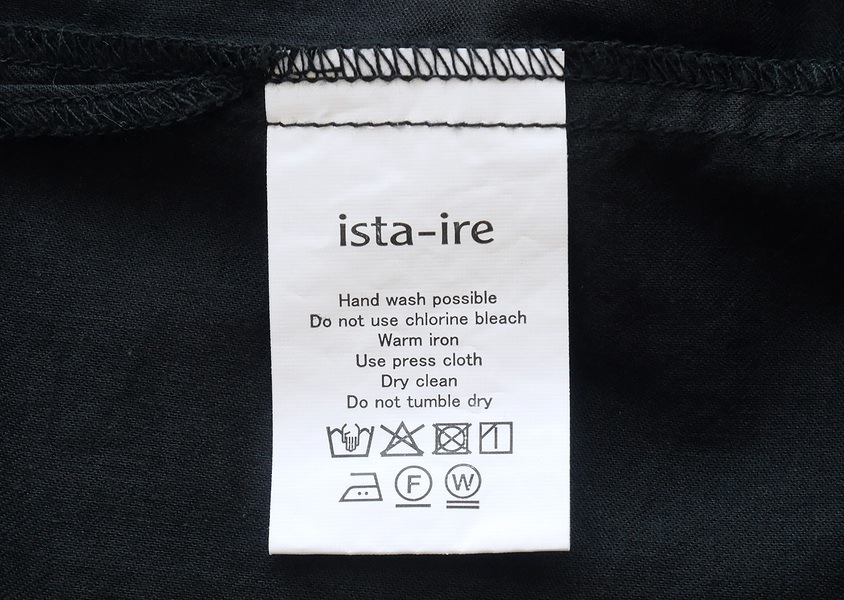 ista-ire
Hand wash possible
Do not use chlorine bleach
Warm iron
Use press cloth
Dry clean
Do not tumble dry
F W